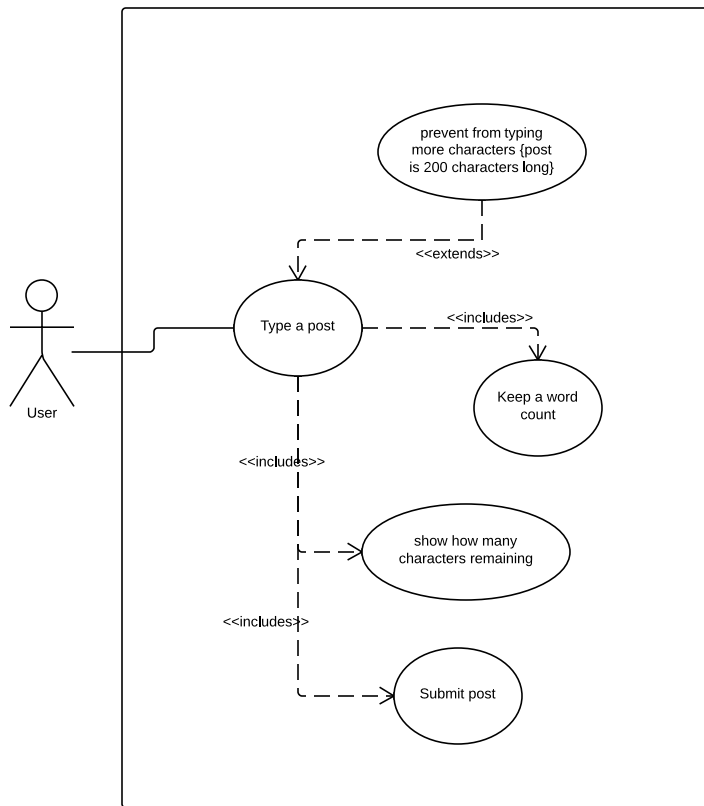 prevent from typing
more characters {post
is 200 characters long}
<<extends>>
<<includes>>
Type a post
Keep a word
count
User
<<includes>>
show how many
characters remaining
<<includes>>
Submit post